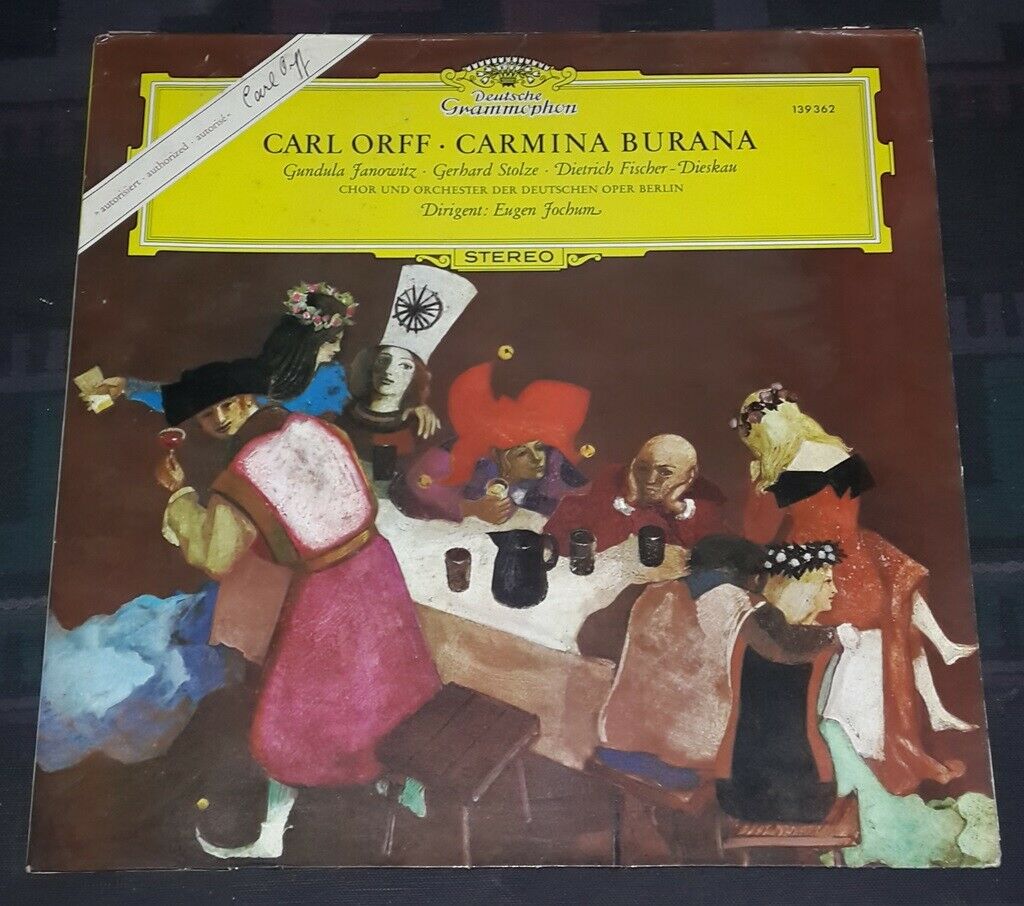 »autorisiert · authorized · autorisé«
Carl Orff
Deutsche
Grammophon
139 362
CARL ORFF · CARMINA BURANA
Gundula Janowitz · Gerhard Stolze · Dietrich Fischer-Dieskau
CHOR UND ORCHESTER DER DEUTSCHEN OPER BERLIN
Dirigent: Eugen Jochum
STEREO